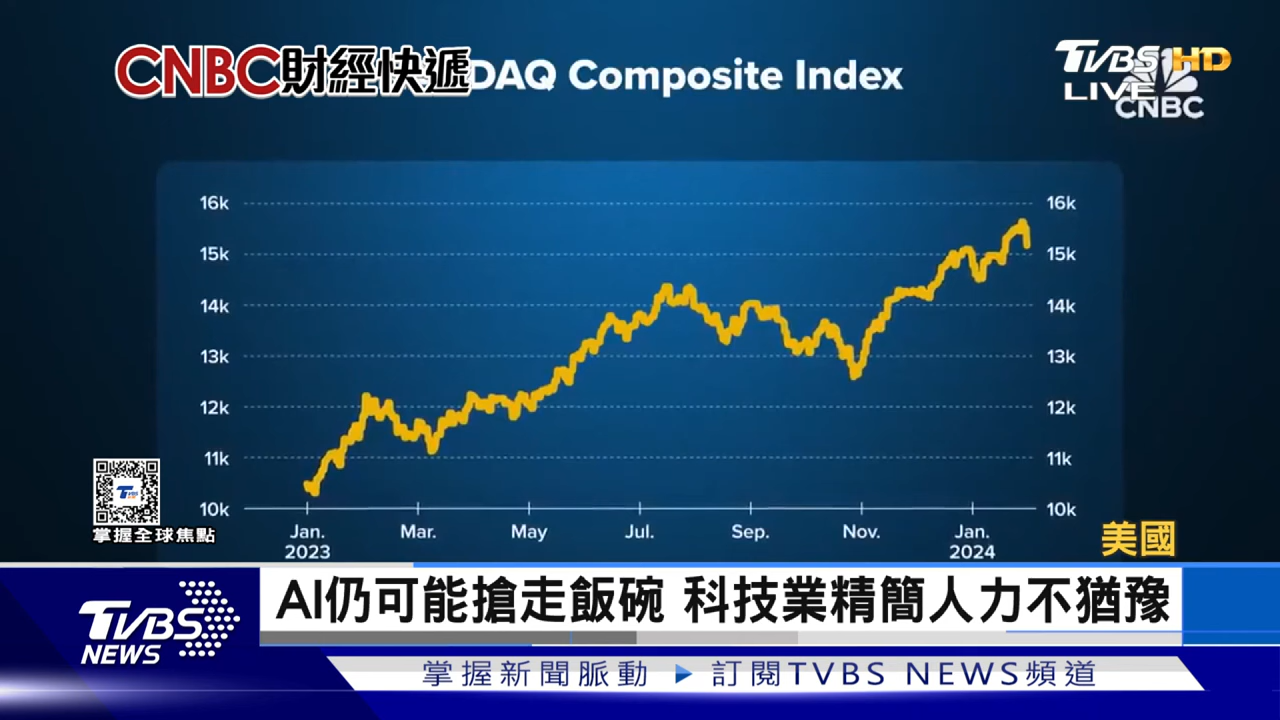 CNBC財經快遞DAQ Composite Index
TVBS HD
LIVE
CNBC
16k 16k
15k 15k
14k 14k
13k 13k
12k 12k
11k 11k
10k 10k
Jan. Mar. May Jul. Sep. Nov. Jan.
2023 2024
TVBS
掌握全球焦點
美國
AI仍可能搶走飯碗 科技業精簡人力不猶豫
TVBS
NEWS
掌握新聞脈動 ▶ 訂閱TVBS NEWS頻道